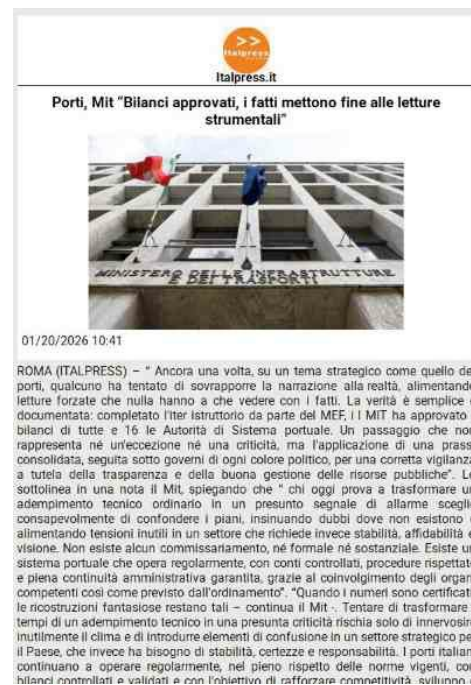 >>
Italpress
Italpress.it
Porti, Mit "Bilanci approvati, i fatti mettono fine alle letture
strumentali"
MINISTERO DELLE INFRASTRUTTURE
E DEI TRASPORTI
01/20/2026 10:41
ROMA (ITALPRESS) – " Ancora una volta, su un tema strategico come quello dei
porti, qualcuno ha tentato di sovrapporre la narrazione alla realtà, alimentando
letture forzate che nulla hanno a che vedere con i fatti. La verità è semplice e
documentata: completato l'iter istruttorio da parte del MEF, i l MIT ha approvato i
bilanci di tutte e 16 le Autorità di Sistema portuale. Un passaggio che non
rappresenta né un'eccezione né una criticità, ma l'applicazione di una prassi
consolidata, seguita sotto governi di ogni colore politico, per una corretta vigilanza
a tutela della trasparenza e della buona gestione delle risorse pubbliche". Lo
sottolinea in una nota il Mit, spiegando che " chi oggi prova a trasformare un
adempimento tecnico ordinario in un presunto segnale di allarme sceglie
consapevolmente di confondere i piani, insinuando dubbi dove non esistono e
alimentando tensioni inutili in un settore che richiede invece stabilità, affidabilità e
visione. Non esiste alcun commissariamento, né formale né sostanziale. Esiste un
sistema portuale che opera regolarmente, con conti controllati, procedure rispettate
e piena continuità amministrativa garantita, grazie al coinvolgimento degli organi
competenti così come previsto dall'ordinamento". "Quando i numeri sono certificati,
le ricostruzioni fantasiose restano tali – continua il Mit -. Tentare di trasformare i
tempi di un adempimento tecnico in una presunta criticità rischia solo di innervosire
inutilmente il clima e di introdurre elementi di confusione in un settore strategico per
il Paese, che invece ha bisogno di stabilità, certezze e responsabilità. I porti italiani
continuano a operare regolarmente, nel pieno rispetto delle norme vigenti, con
bilanci controllati e validati e con l'obiettivo di rafforzare competitività, sviluppo e